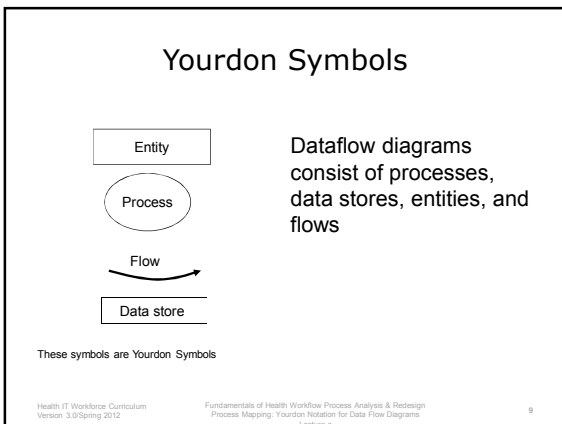 Yourdon Symbols
Entity
Process
Flow
Data store
These symbols are Yourdon Symbols
Dataflow diagrams
consist of processes,
data stores, entities, and
flows
Health IT Workforce Curriculum
Version 3.0/Spring 2012
Fundamentals of Health Workflow Process Analysis & Redesign
Process Mapping: Yourdon Notation for Data Flow Diagrams
Lecture a
9